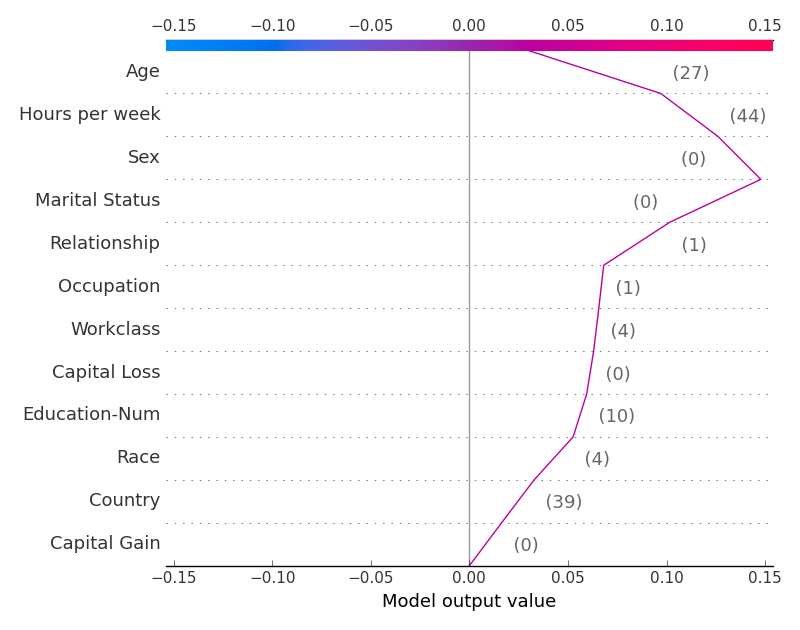 −0.15 −0.10 −0.05 0.00 0.05 0.10 0.15
Age (27)
Hours per week (44)
Sex (0)
Marital Status (0)
Relationship (1)
Occupation (1)
Workclass (4)
Capital Loss (0)
Education-Num (10)
Race (4)
Country (39)
Capital Gain (0)
−0.15 −0.10 −0.05 0.00 0.05 0.10 0.15
Model output value